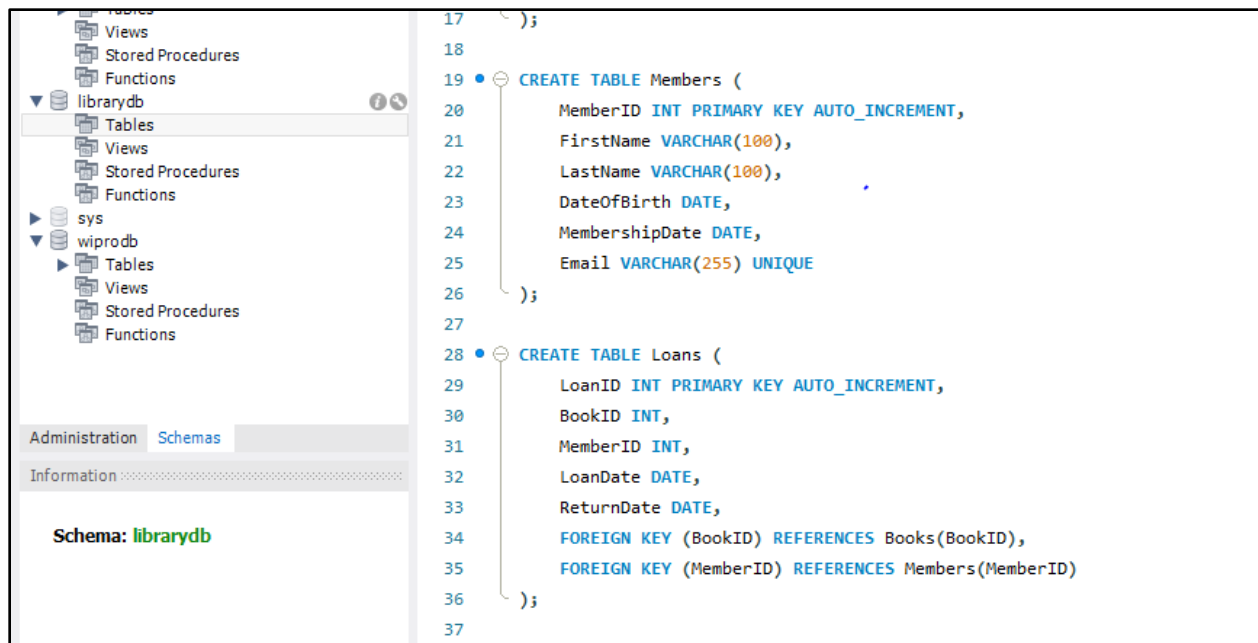 Tables
Views
Stored Procedures
Functions
librarydb
Tables
Views
Stored Procedures
Functions
sys
wiprodb
Tables
Views
Stored Procedures
Functions
Administration Schemas
Information
Schema: librarydb
17 );
18
19 CREATE TABLE Members (
20 MemberID INT PRIMARY KEY AUTO_INCREMENT,
21 FirstName VARCHAR(100),
22 LastName VARCHAR(100),
23 DateOfBirth DATE,
24 MembershipDate DATE,
25 Email VARCHAR(255) UNIQUE
26 );
27
28 CREATE TABLE Loans (
29 LoanID INT PRIMARY KEY AUTO_INCREMENT,
30 BookID INT,
31 MemberID INT,
32 LoanDate DATE,
33 ReturnDate DATE,
34 FOREIGN KEY (BookID) REFERENCES Books(BookID),
35 FOREIGN KEY (MemberID) REFERENCES Members(MemberID)
36 );
37